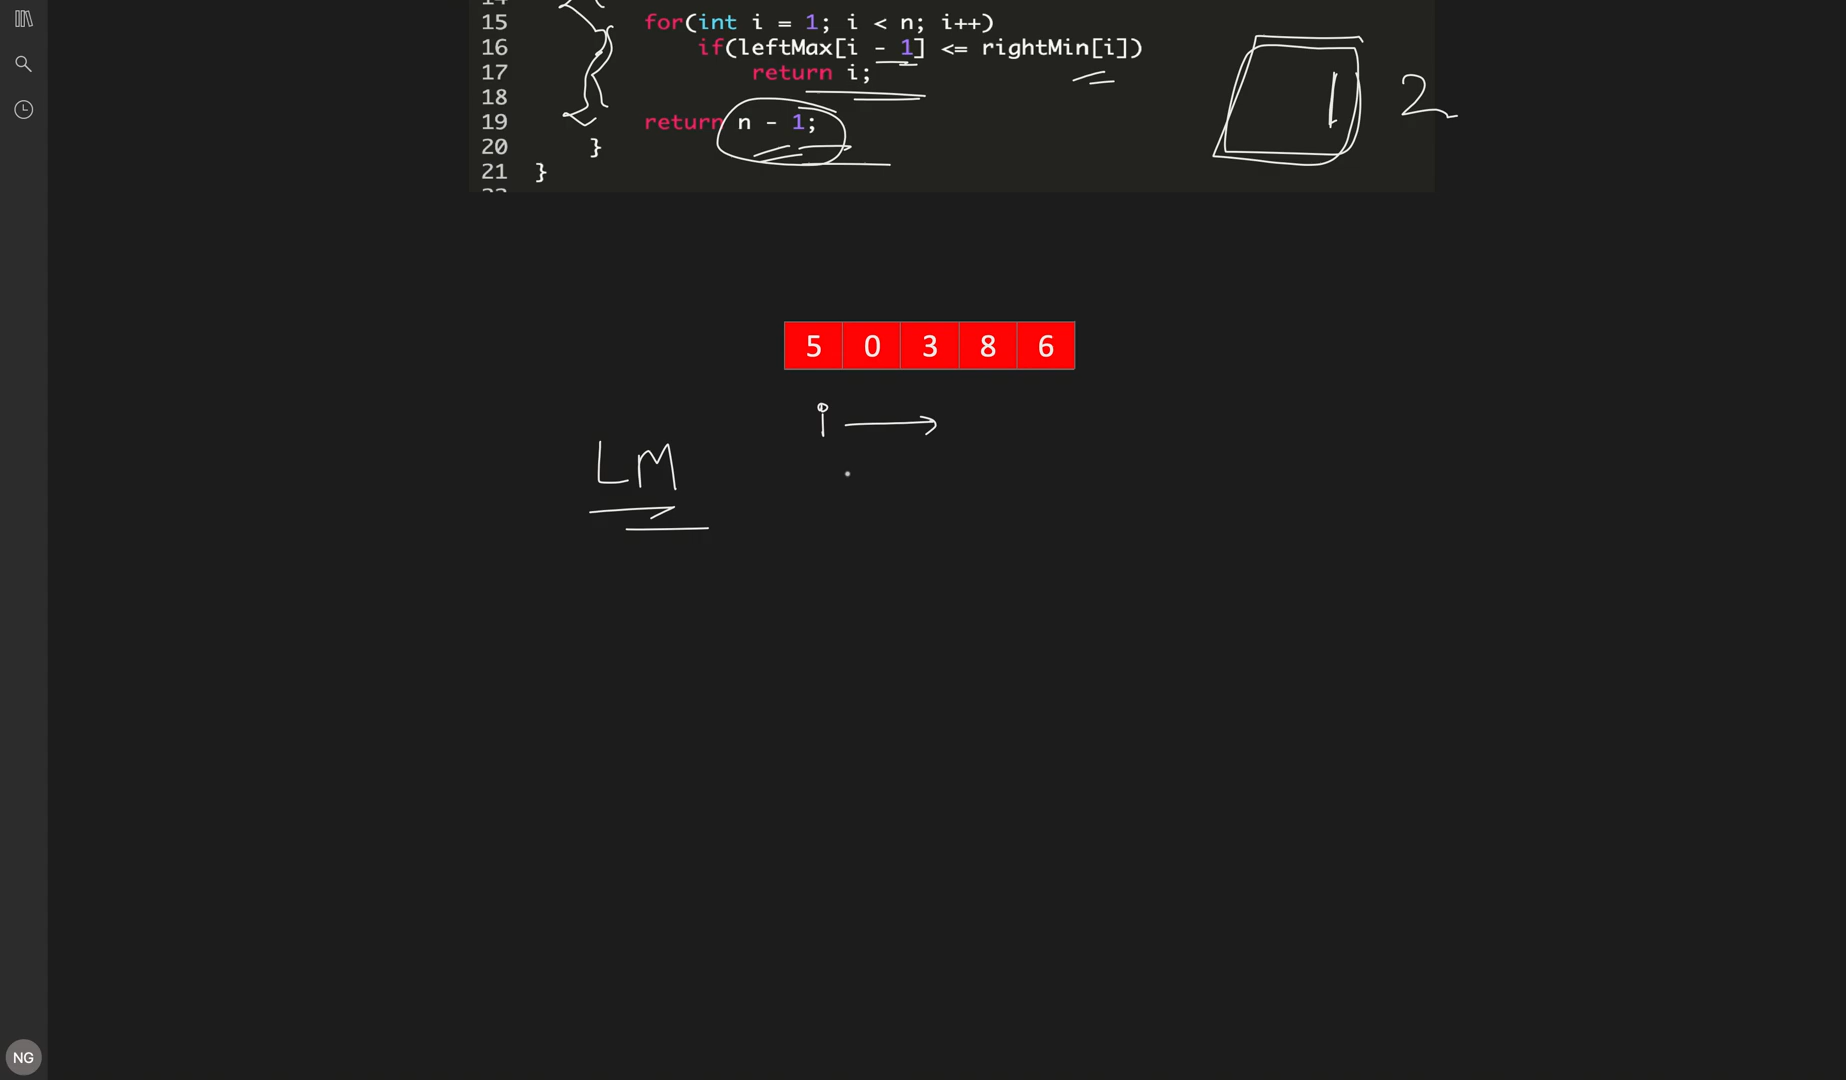 15 for(int i = 1; i < n; i++)
16 if(leftMax[i - 1] <= rightMin[i])
17 return i;
18
19 return n - 1;
20 }
21 }
1 2
5 0 3 8 6
i
LM
NG